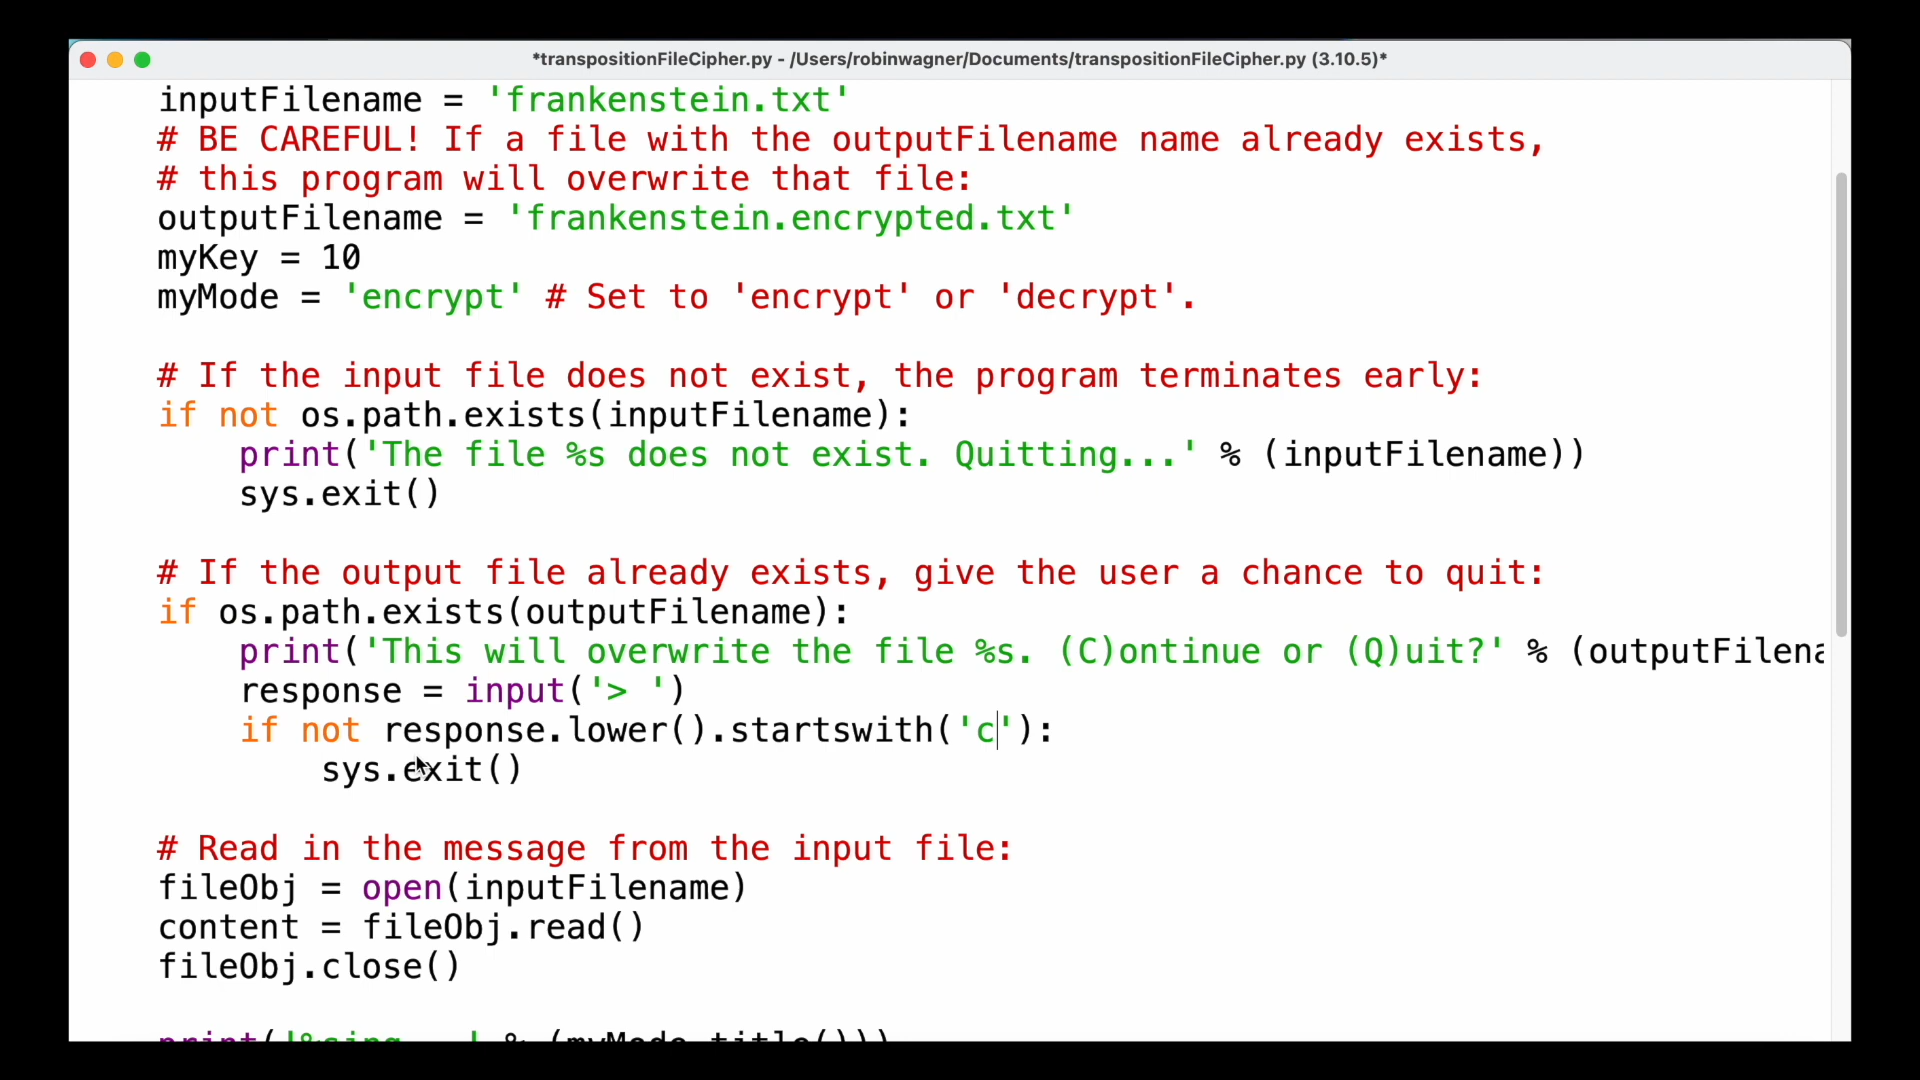 *transpositionFileCipher.py - /Users/robinwagner/Documents/transpositionFileCipher.py (3.10.5)*
inputFilename = 'frankenstein.txt'
# BE CAREFUL! If a file with the outputFilename name already exists,
# this program will overwrite that file:
outputFilename = 'frankenstein.encrypted.txt'
myKey = 10
myMode = 'encrypt' # Set to 'encrypt' or 'decrypt'.
# If the input file does not exist, the program terminates early:
if not os.path.exists(inputFilename):
    print('The file %s does not exist. Quitting...' % (inputFilename))
    sys.exit()
# If the output file already exists, give the user a chance to quit:
if os.path.exists(outputFilename):
    print('This will overwrite the file %s. (C)ontinue or (Q)uit?' % (outputFilena
    response = input('> ')
    if not response.lower().startswith('c'):
        sys.exit()
# Read in the message from the input file:
fileObj = open(inputFilename)
content = fileObj.read()
fileObj.close()
print('%sing...' % (myMode.title()))